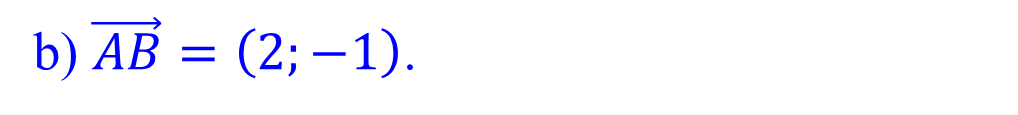 b) $\overrightarrow{AB} = (2; -1).$